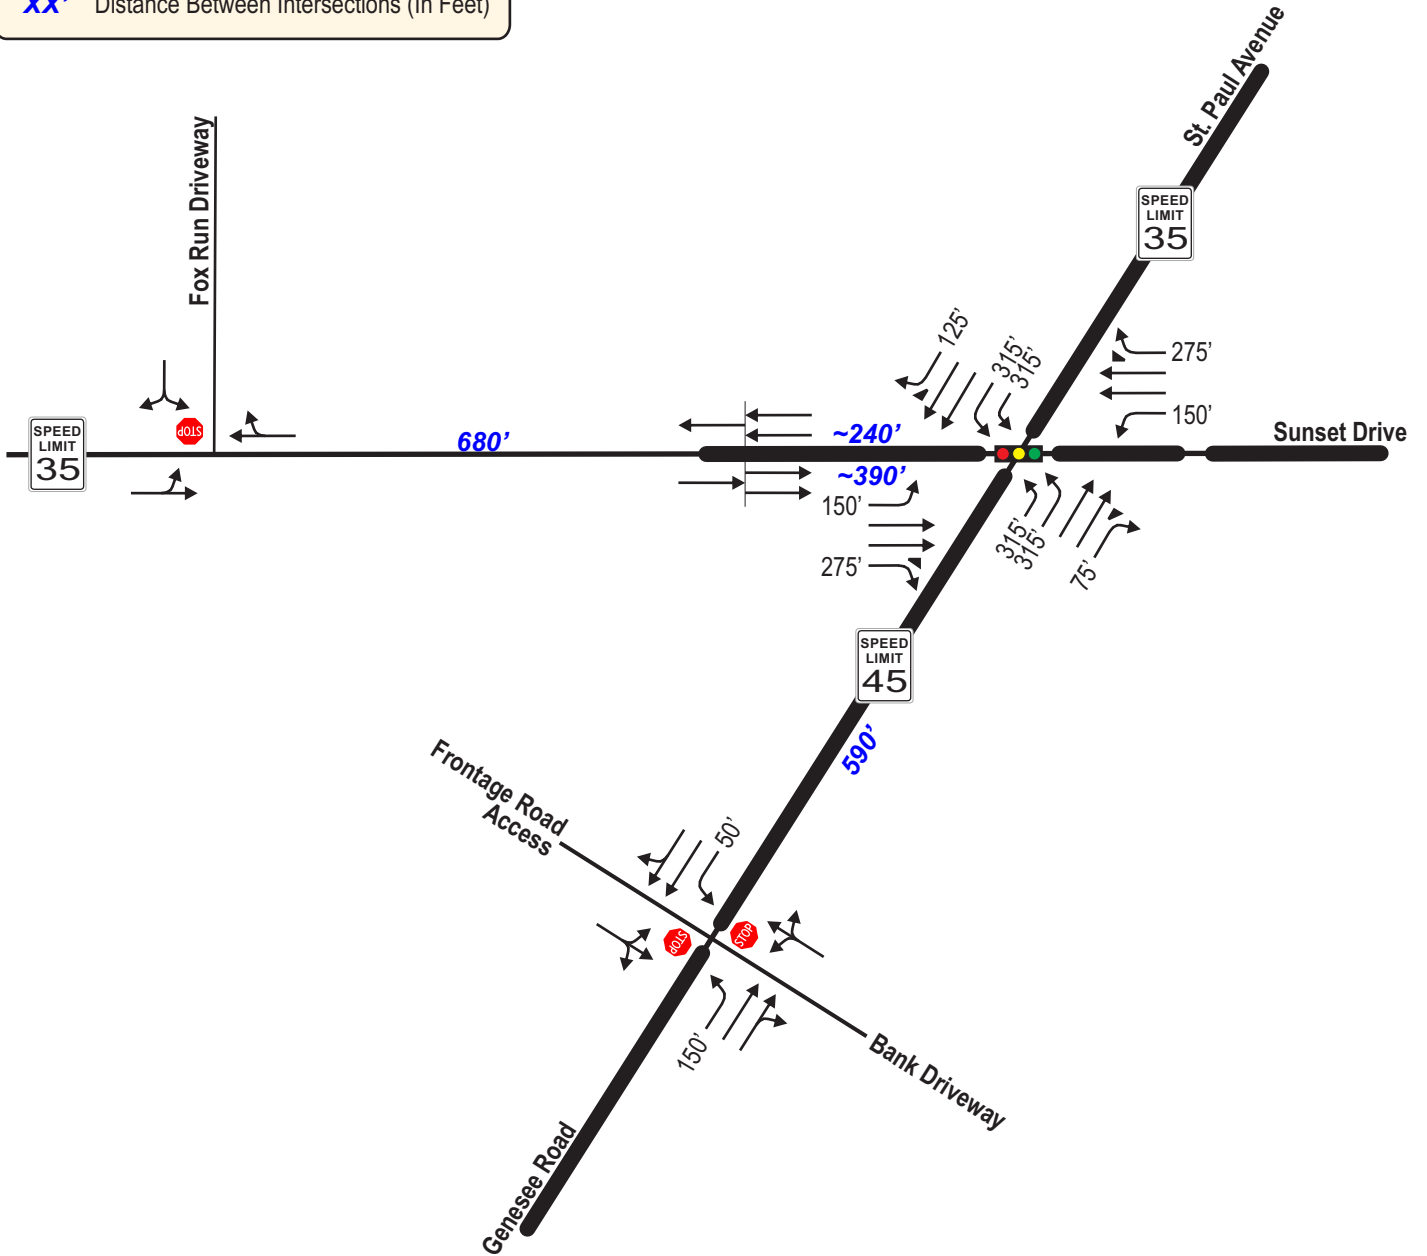 XX' Distance Between Intersections (In Feet)
St. Paul Avenue
Fox Run Driveway
SPEED
LIMIT
35
125'
315'
315'
275'
150'
Sunset Drive
STOP
SPEED
LIMIT
35
680'
~240'
~390'
150'
275'
315'
315'
75'
SPEED
LIMIT
45
590'
Frontage Road
Access
50'
STOP
STOP
150'
Bank Driveway
Genesee Road